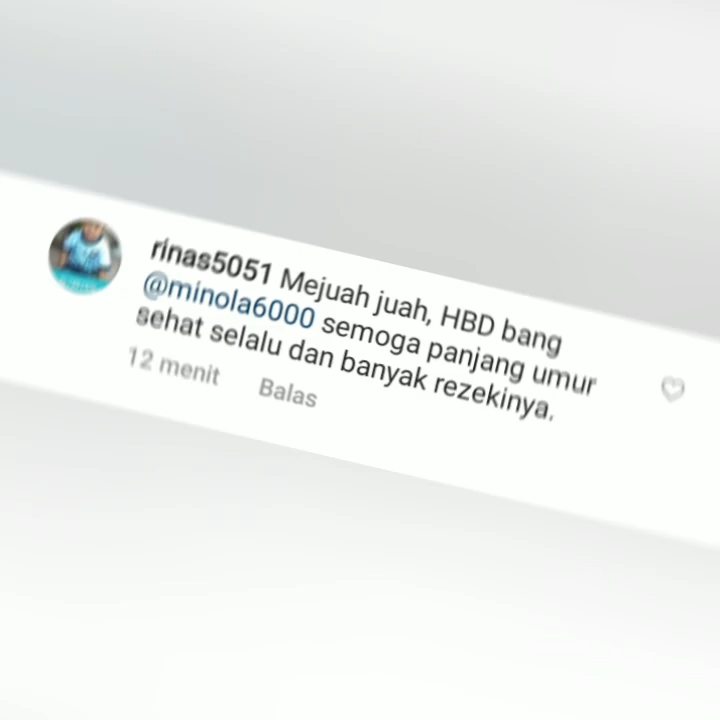 rinas5051 Mejuah juah, HBD bang
@minola6000 semoga panjang umur
sehat selalu dan banyak rezekinya.
12 menit Balas